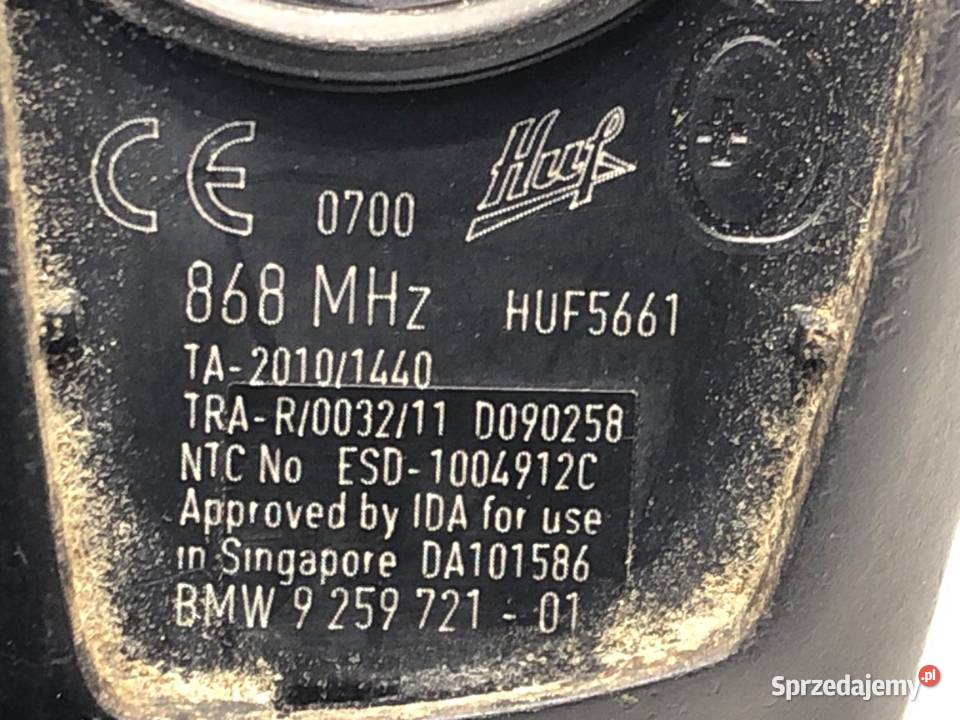 CE 0700 Huf
868 MHz HUF5661
TA-2010/1440
TRA-R/0032/11 D090258
NTC No ESD-1004912C
Approved by IDA for use
in Singapore DA101586
BMW 9 259 721 - 01
Sprzedajemy.pl